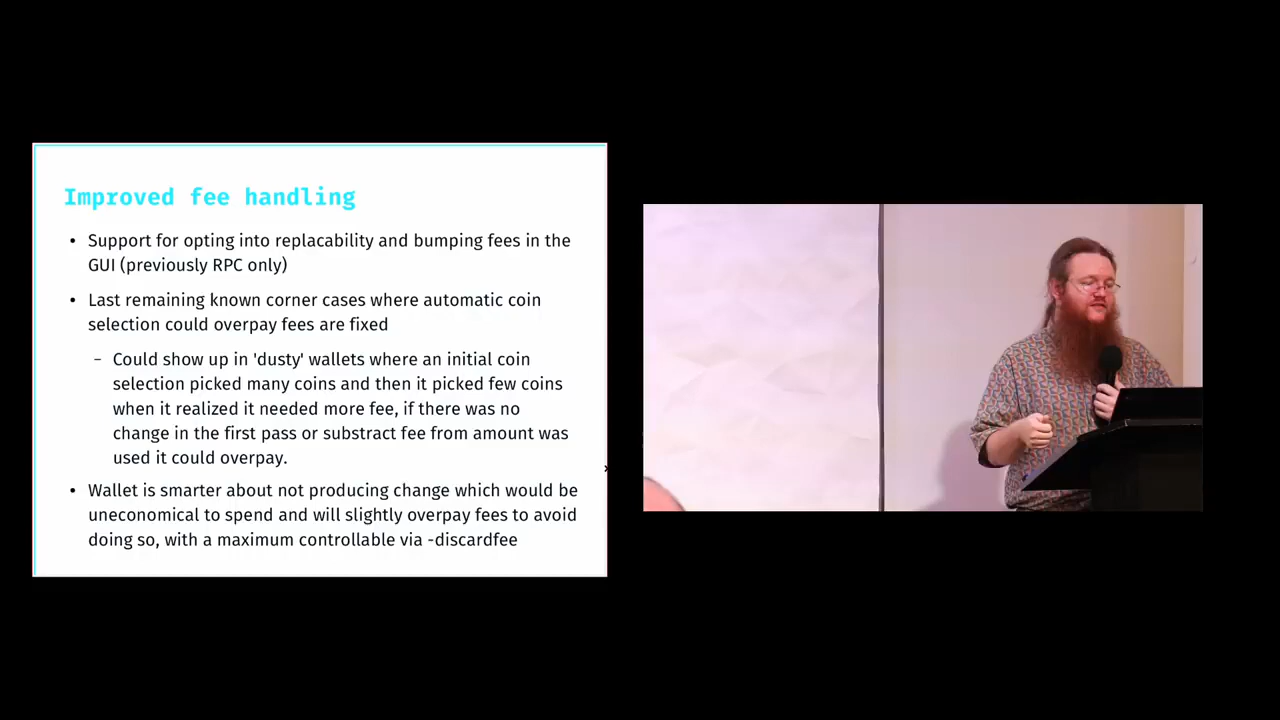 Improved fee handling
• Support for opting into replacability and bumping fees in the
GUI (previously RPC only)
• Last remaining known corner cases where automatic coin
selection could overpay fees are fixed
– Could show up in 'dusty' wallets where an initial coin
selection picked many coins and then it picked few coins
when it realized it needed more fee, if there was no
change in the first pass or substract fee from amount was
used it could overpay.
• Wallet is smarter about not producing change which would be
uneconomical to spend and will slightly overpay fees to avoid
doing so, with a maximum controllable via -discardfee